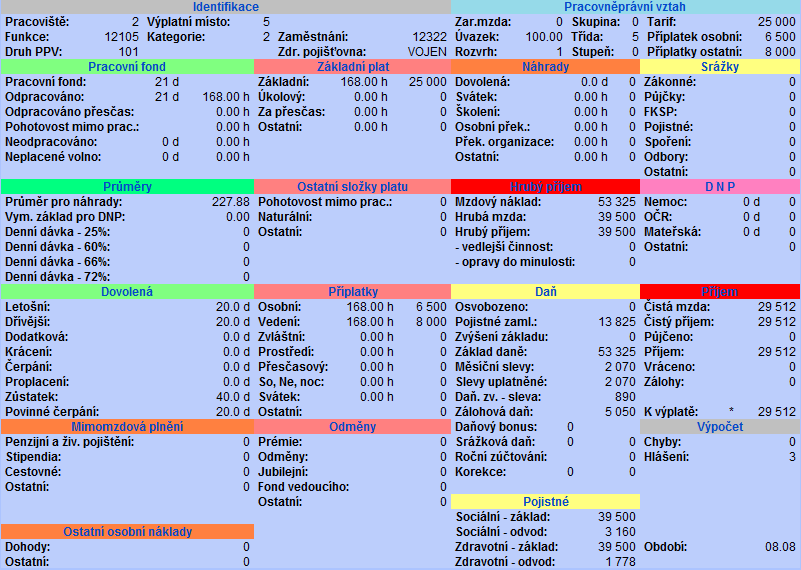 Identifikace Pracovněprávní vztah
Pracoviště: 2 Výplatní místo: 5 Zar.mzda: 0 Skupina: 0 Tarif: 25 000
Funkce: 12105 Kategorie: 2 Zaměstnání: 12322 Úvazek: 100.00 Třída: 5 Příplatek osobní: 6 500
Druh PPV: 101 Zdr. pojišťovna: VOJEN Rozvrh: 1 Stupeň: 0 Příplatky ostatní: 8 000
Pracovní fond Základní plat Náhrady Srážky
Pracovní fond: 21 d Základní: 168.00 h 25 000 Dovolená: 0.0 d 0 Zákonné: 0
Odpracováno: 21 d 168.00 h Úkolový: 0.00 h 0 Svátek: 0.00 h 0 Půjčky: 0
Odpracováno přesčas: 0.00 h Za přesčas: 0.00 h 0 Školení: 0.00 h 0 FKSP: 0
Pohotovost mimo prac.: 0.00 h Ostatní: 0.00 h 0 Osobní přek.: 0.00 h 0 Pojistné: 0
Neodpracováno: 0 d 0.00 h Přek. organizace: 0.00 h 0 Spoření: 0
Neplacené volno: 0 d 0.00 h Ostatní: 0.00 h 0 Odbory: 0
Ostatní: 0
Průměry Ostatní složky platu Hrubý příjem D N P
Průměr pro náhrady: 227.88 Pohotovost mimo prac.: 0 Mzdový náklad: 53 325 Nemoc: 0 d 0
Vym. základ pro DNP: 0.00 Naturální: 0 Hrubá mzda: 39 500 OČR: 0 d 0
Denní dávka - 25%: 0 Ostatní: 0 Hrubý příjem: 39 500 Mateřská: 0 d 0
Denní dávka - 60%: 0 - vedlejší činnost: 0 Ostatní: 0
Denní dávka - 66%: 0 - opravy do minulosti: 0
Denní dávka - 72%: 0
Dovolená Příplatky Daň Příjem
Letošní: 20.0 d Osobní: 168.00 h 6 500 Osvobozeno: 0 Čistá mzda: 29 512
Dřívější: 20.0 d Vedení: 168.00 h 8 000 Pojistné zaml.: 13 825 Čistý příjem: 29 512
Dodatková: 0.0 d Zvláštní: 0.00 h 0 Zvýšení základu: 0 Půjčeno: 0
Krácení: 0.0 d Prostředí: 0.00 h 0 Základ daně: 53 325 Příjem: 29 512
Čerpání: 0.0 d Přesčasový: 0.00 h 0 Měsíční slevy: 2 070 Vráceno: 0
Proplacení: 0.0 d So, Ne, noc: 0.00 h 0 Slevy uplatněné: 2 070 Zálohy: 0
Zůstatek: 40.0 d Svátek: 0.00 h 0 Daň. zv. - sleva: 890
Povinné čerpání: 20.0 d Ostatní: 0 Zálohová daň: 5 050 K výplatě: * 29 512
Mimomzdová plnění Odměny Daňový bonus: 0 Výpočet
Penzijní a živ. pojištění: 0 Prémie: 0 Srážková daň: 0 0 Chyby: 0
Stipendia: 0 Odměny: 0 Roční zúčtování: 0 Hlášení: 3
Cestovné: 0 Jubilejní: 0 Korekce: 0 0
Ostatní: 0 Fond vedoucího: 0
Ostatní: 0 Pojistné
Sociální - základ: 39 500
Ostatní osobní náklady Sociální - odvod: 3 160
Dohody: 0 Zdravotní - základ: 39 500 Období: 08.08
Ostatní: 0 Zdravotní - odvod: 1 778